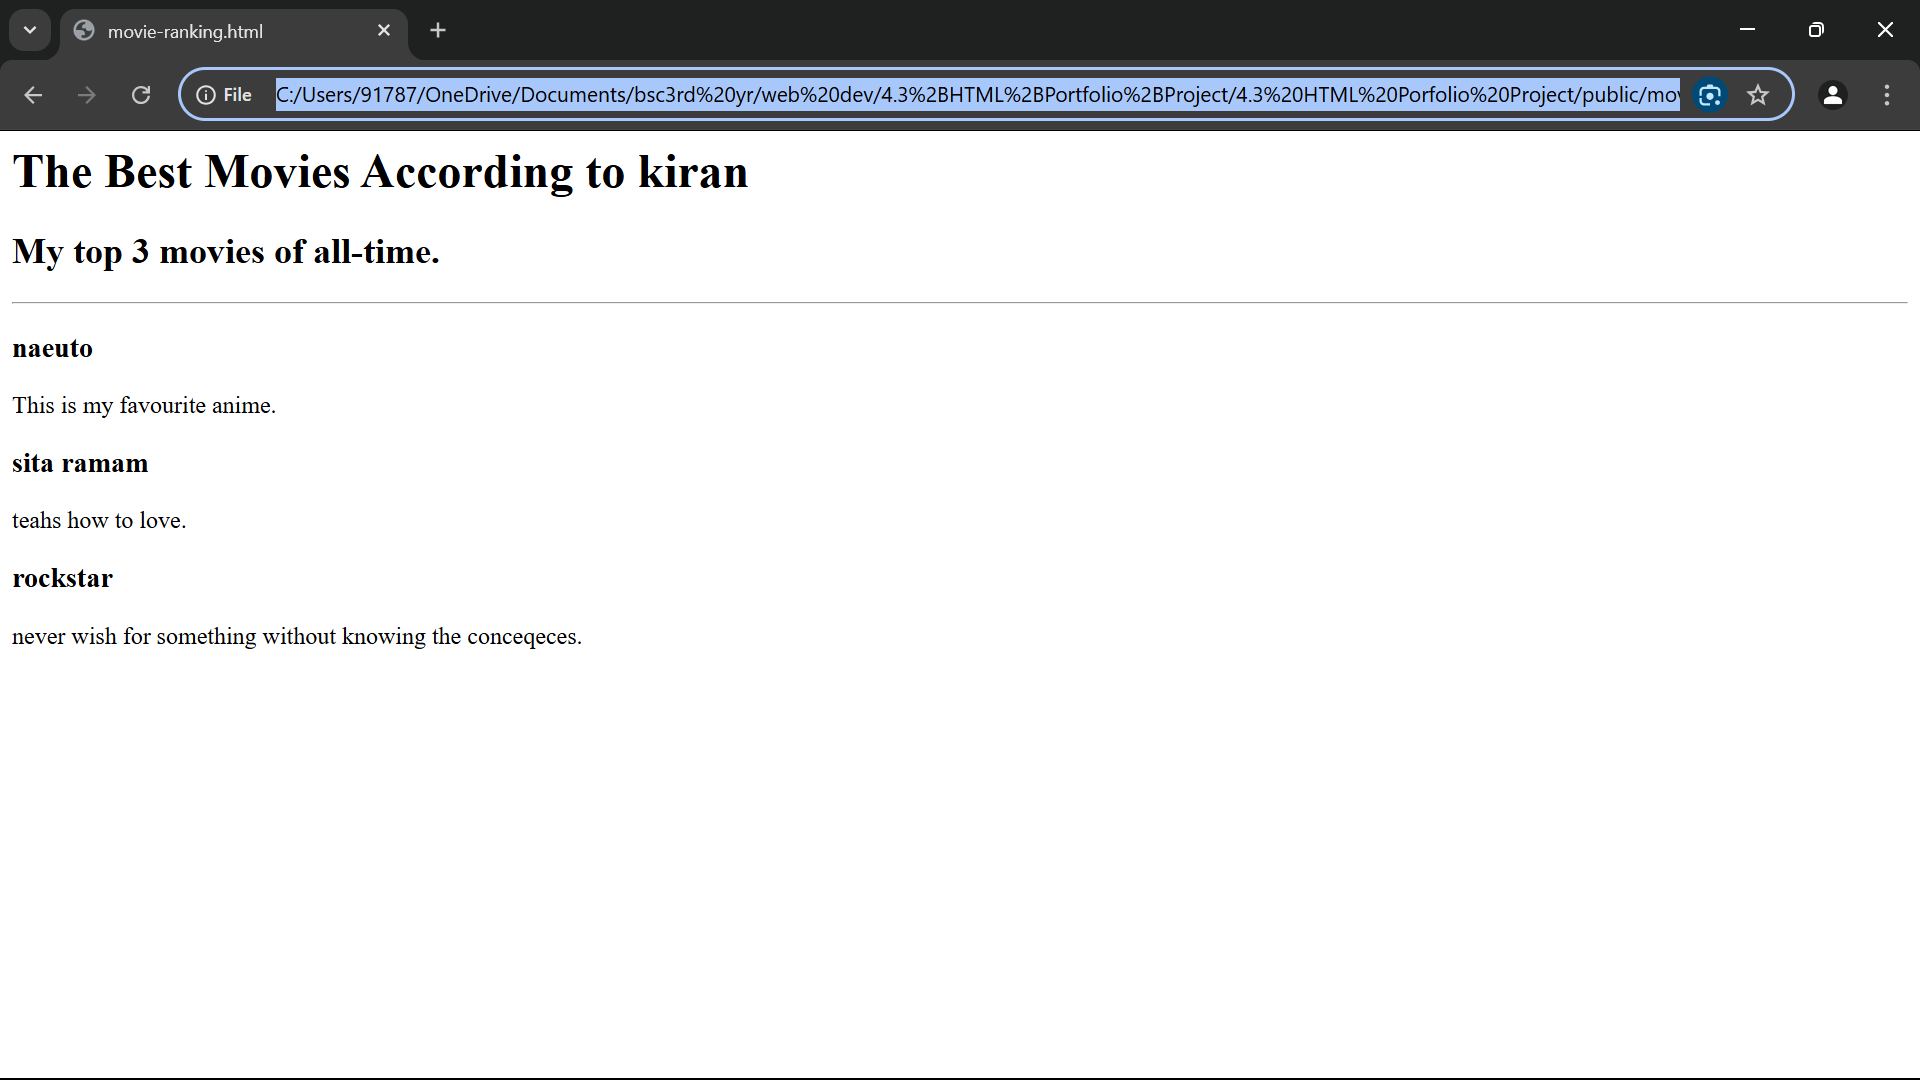 movie-ranking.html
File C:/Users/91787/OneDrive/Documents/bsc3rd%20yr/web%20dev/4.3%2BHTML%2BPortfolio%2BProject/4.3%20HTML%20Porfolio%20Project/public/mov
The Best Movies According to kiran
My top 3 movies of all-time.
naeuto
This is my favourite anime.
sita ramam
teahs how to love.
rockstar
never wish for something without knowing the conceqeces.